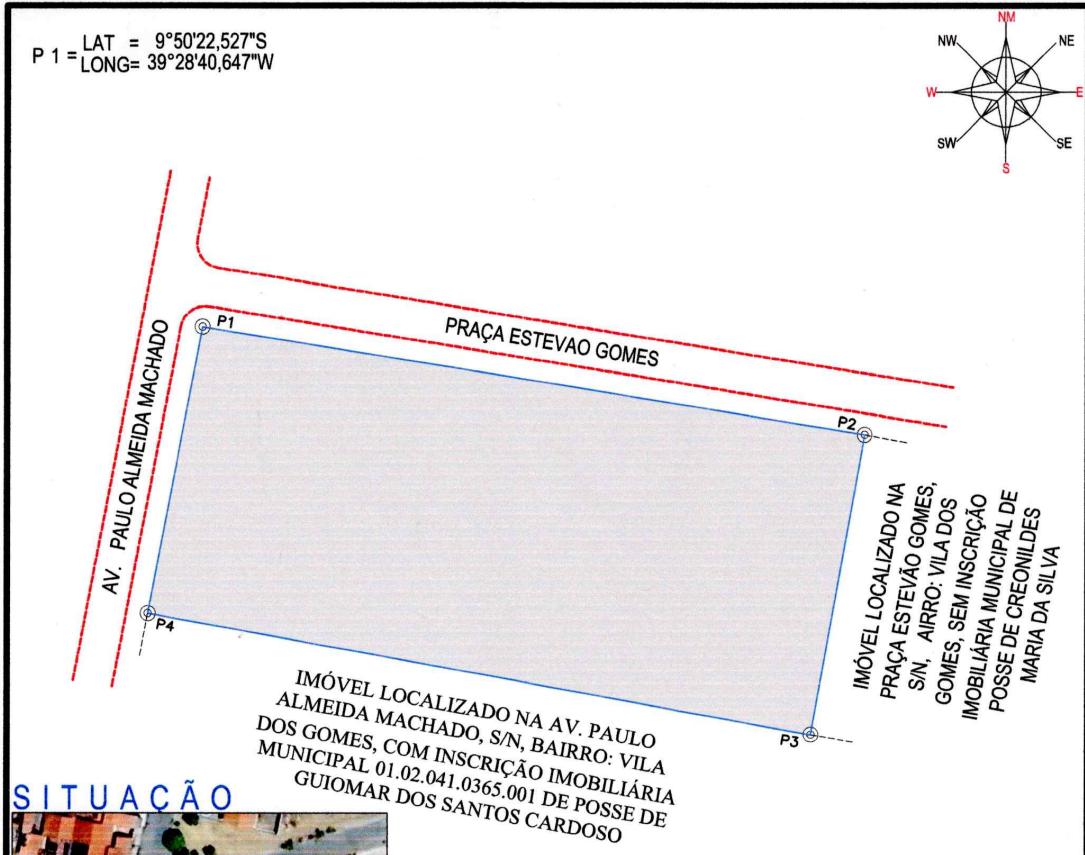 P 1 = LAT = 9°50'22,527"S
LONG= 39°28'40,647"W
NM
NW
NE
W
E
SW
SE
S
P1
PRAÇA ESTEVAO GOMES
P2
AV. PAULO ALMEIDA MACHADO
IMÓVEL LOCALIZADO NA
PRAÇA ESTEVÃO GOMES,
S/N, AIRRO: VILA DOS
GOMES, SEM INSCRIÇÃO
IMOBILIÁRIA MUNICIPAL DE
POSSE DE CREONILDES
MARIA DA SILVA
P4
P3
IMÓVEL LOCALIZADO NA AV. PAULO
ALMEIDA MACHADO, S/N, BAIRRO: VILA
DOS GOMES, COM INSCRIÇÃO IMOBILIÁRIA
MUNICIPAL 01.02.041.0365.001 DE POSSE DE
GUIOMAR DOS SANTOS CARDOSO
SITUAÇÃO